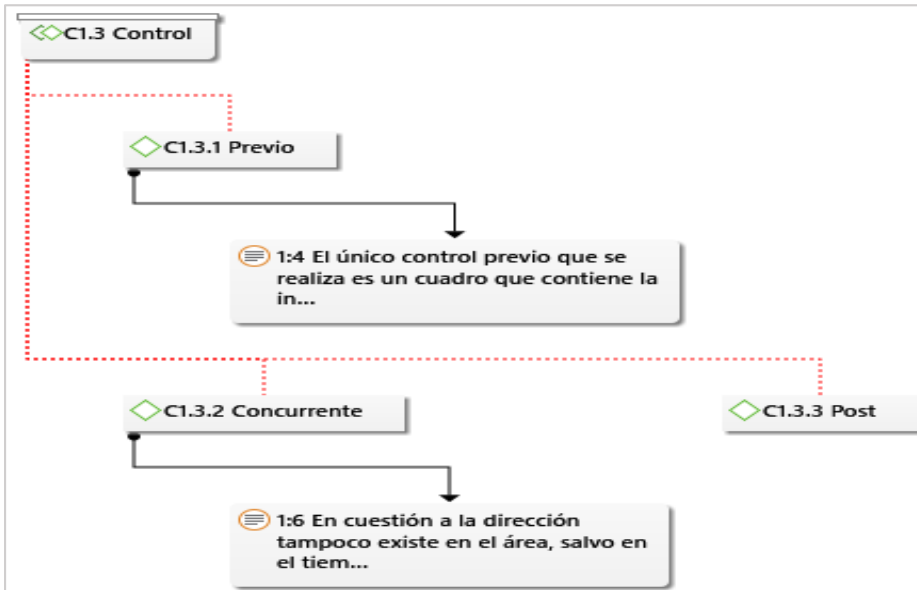 C1.3 Control
C1.3.1 Previo
1:4 El único control previo que se
realiza es un cuadro que contiene la
in...
C1.3.2 Concurrente
C1.3.3 Post
1:6 En cuestión a la dirección
tampoco existe en el área, salvo en
el tiem...